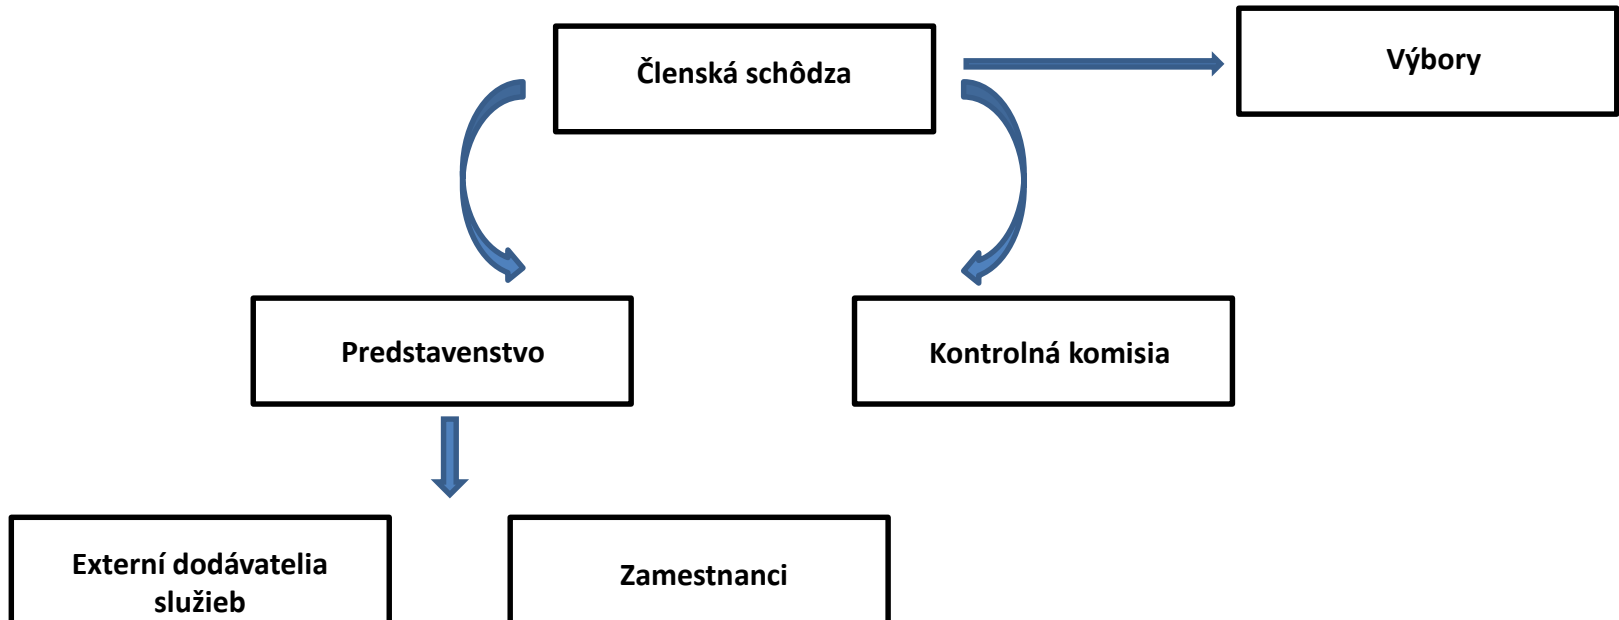 Členská schôdza
Výbory
Predstavenstvo
Kontrolná komisia
Externí dodávatelia
služieb
Zamestnanci